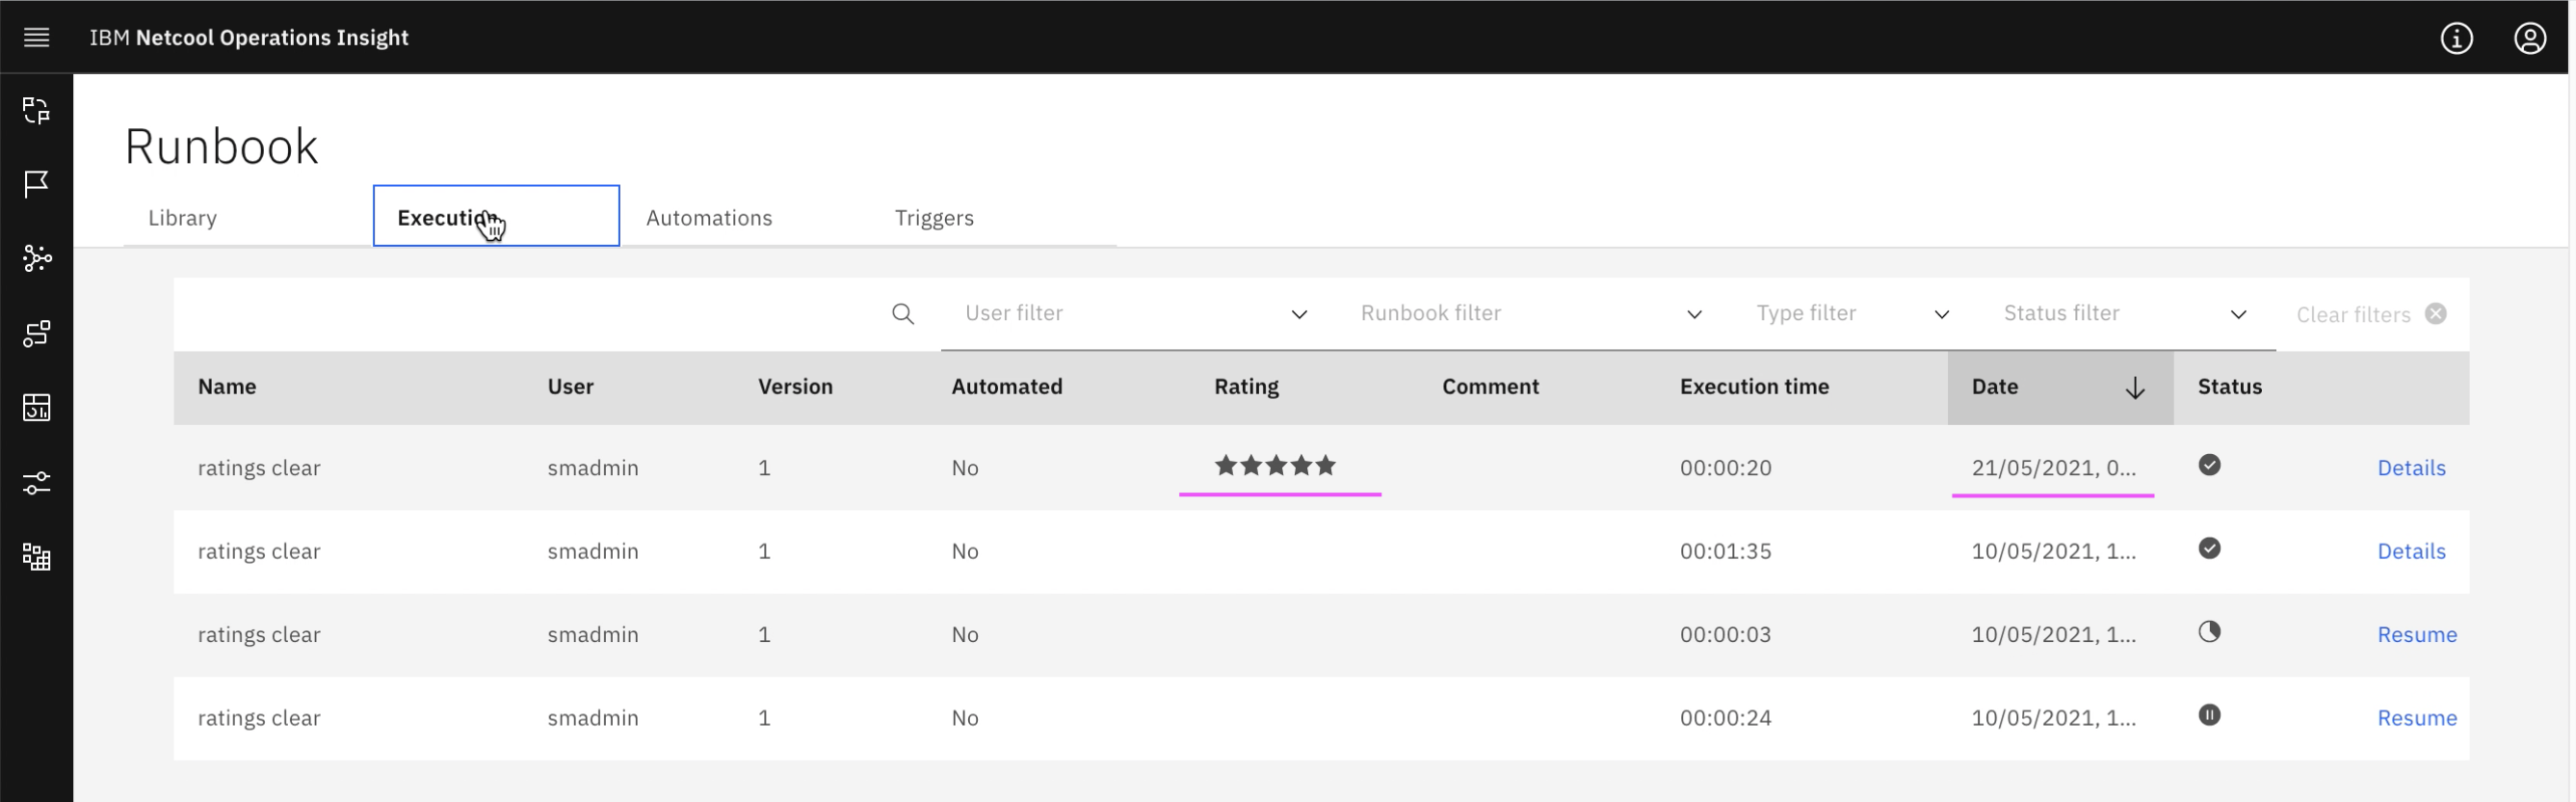 IBM Netcool Operations Insight
Runbook
Library Execution Automations Triggers
User filter Runbook filter Type filter Status filter Clear filters
Name User Version Automated Rating Comment Execution time Date Status
ratings clear smadmin 1 No 00:00:20 21/05/2021, 0... Details
ratings clear smadmin 1 No 00:01:35 10/05/2021, 1... Details
ratings clear smadmin 1 No 00:00:03 10/05/2021, 1... Resume
ratings clear smadmin 1 No 00:00:24 10/05/2021, 1... Resume